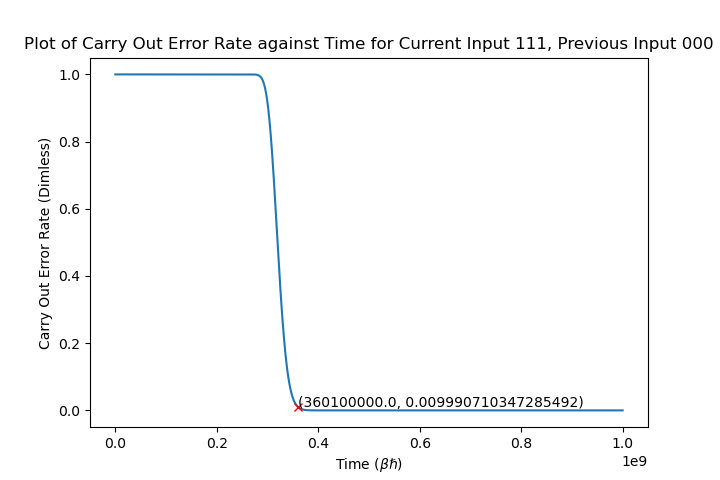 Plot of Carry Out Error Rate against Time for Current Input 111, Previous Input 000
1.0
0.8
0.6
0.4
0.2
0.0
Carry Out Error Rate (Dimless)
(360100000.0, 0.009990710347285492)
0.0 0.2 0.4 0.6 0.8 1.0
1e9
Time (βħ)